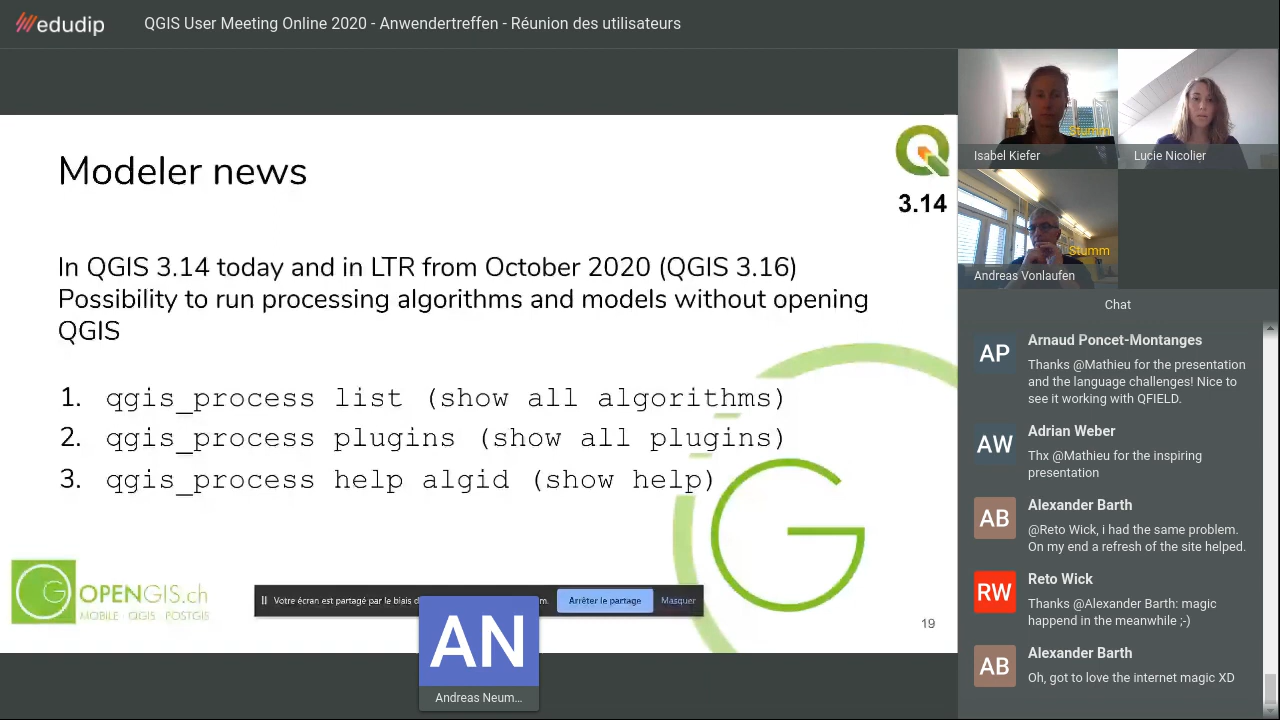 edudip
QGIS User Meeting Online 2020 - Anwendertreffen - Réunion des utilisateurs
Modeler news
3.14
In QGIS 3.14 today and in LTR from October 2020 (QGIS 3.16)
Possibility to run processing algorithms and models without opening
QGIS
1. qgis_process list (show all algorithms)
2. qgis_process plugins (show all plugins)
3. qgis_process help algid (show help)
OPENGIS.ch
MOBILE QGIS POSTGIS
Votre écran est partagé par le biais
Arrêter le partage
Masquer
19
AN
Andreas Neum...
Stumm
Isabel Kiefer
Lucie Nicolier
Stumm
Andreas Vonlaufen
Chat
AP
Arnaud Poncet-Montanges
Thanks @Mathieu for the presentation
and the language challenges! Nice to
see it working with QFIELD.
AW
Adrian Weber
Thx @Mathieu for the inspiring
presentation
AB
Alexander Barth
@Reto Wick, i had the same problem.
On my end a refresh of the site helped.
RW
Reto Wick
Thanks @Alexander Barth: magic
happend in the meanwhile ;-)
AB
Alexander Barth
Oh, got to love the internet magic XD